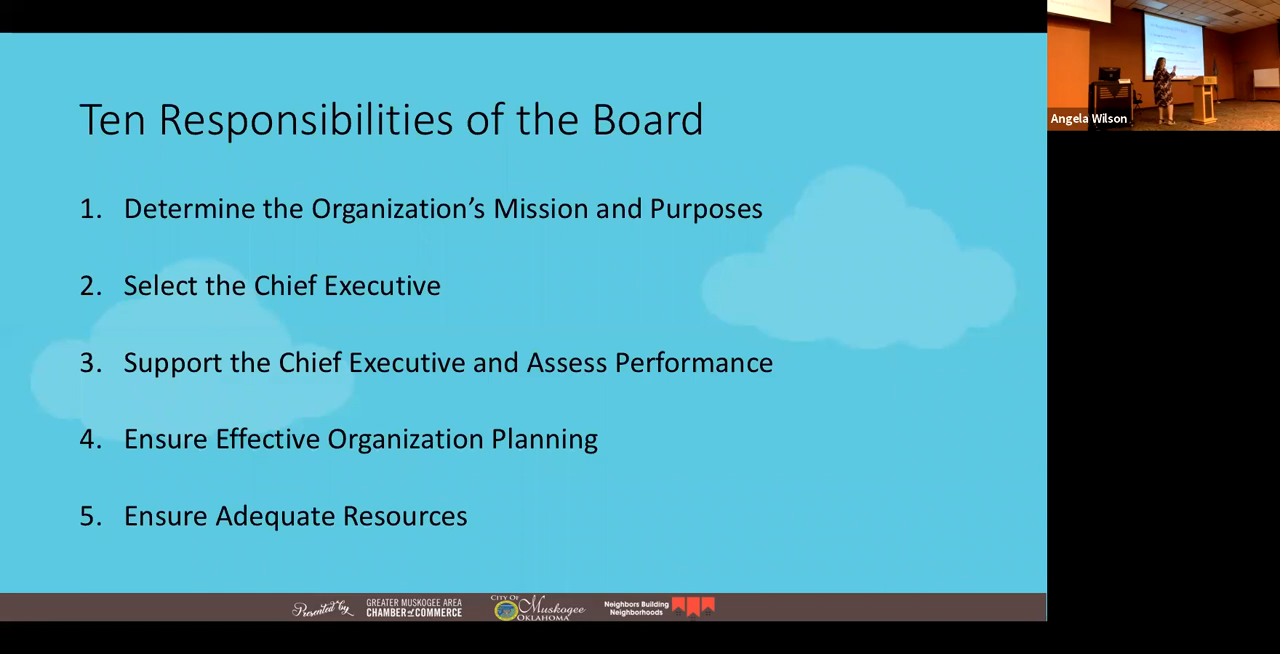 Ten Responsibilities of the Board
1. Determine the Organization's Mission and Purposes
2. Select the Chief Executive
3. Support the Chief Executive and Assess Performance
4. Ensure Effective Organization Planning
5. Ensure Adequate Resources
Presented by
GREATER MUSKOGEE AREA
CHAMBER of COMMERCE
CITY OF
Muskogee
OKLAHOMA
Neighbors Building
Neighborhoods
Angela Wilson